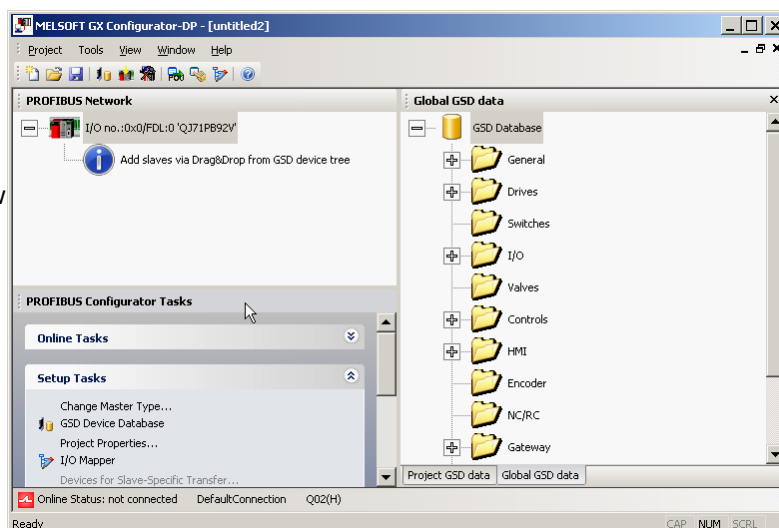 MELSOFT GX Configurator-DP - [untitled2]
Project Tools View Window Help
PROFIBUS Network
I/O no.:0x0/FDL:0 'QJ71PB92V'
Add slaves via Drag&Drop from GSD device tree
Global GSD data
GSD Database
General
Drives
Switches
I/O
Valves
Controls
HMI
Encoder
NC/RC
Gateway
Project GSD data Global GSD data
PROFIBUS Configurator Tasks
Online Tasks
Setup Tasks
Change Master Type...
GSD Device Database
Project Properties...
I/O Mapper
Devices for Slave-Specific Transfer...
Online Status: not connected DefaultConnection Q02(H)
Ready CAP NUM SCRL